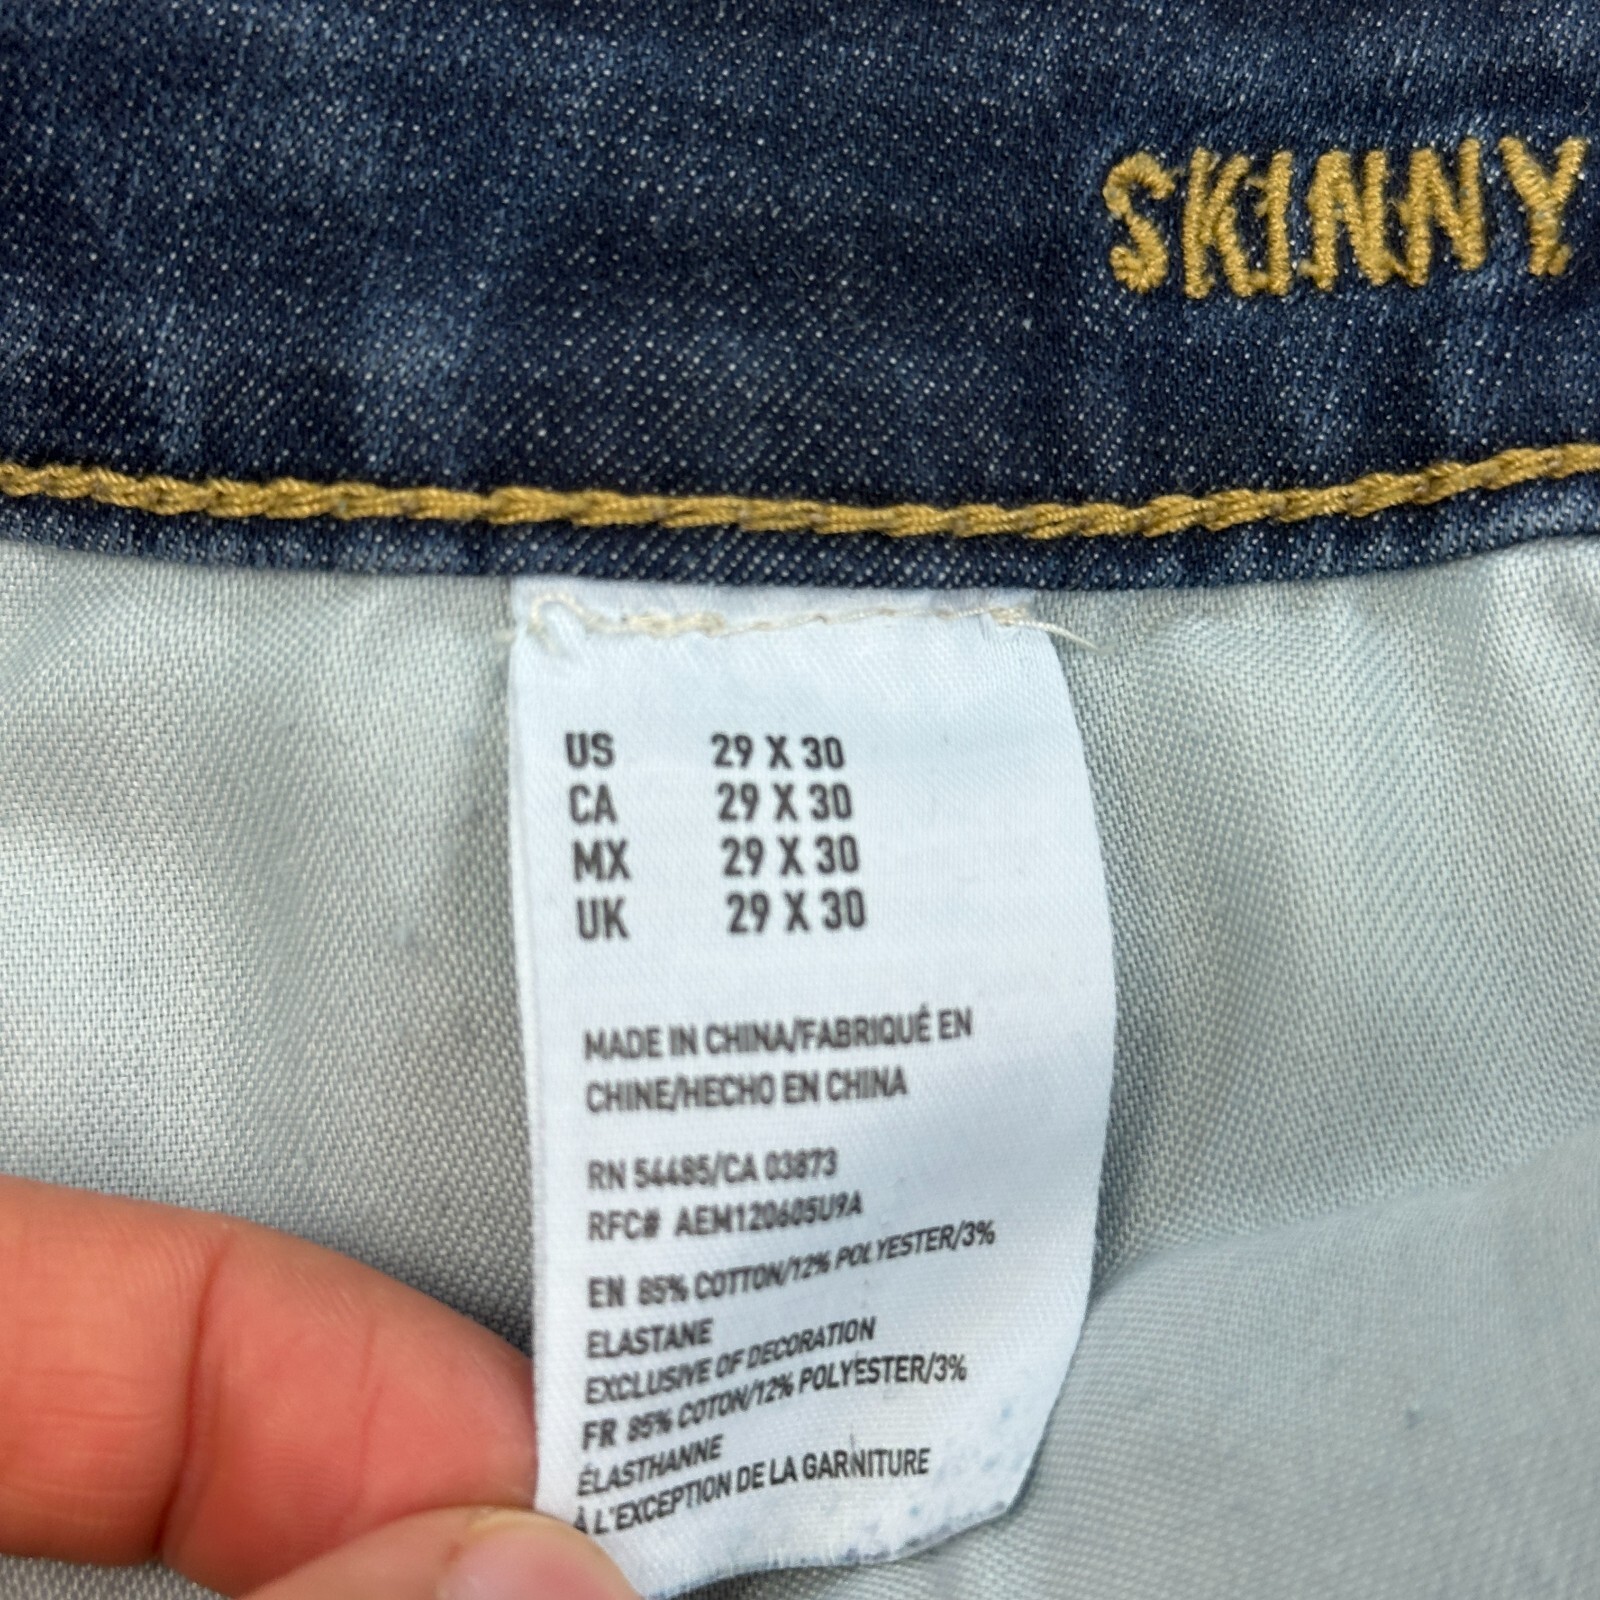 SKINNY
US 29 X 30
CA 29 X 30
MX 29 X 30
UK 29 X 30
MADE IN CHINA/FABRIQUÉ EN
CHINE/HECHO EN CHINA
RN 54485/CA 03873
RFC# AEM120605U9A
EN 85% COTTON/12% POLYESTER/3%
ELASTANE
EXCLUSIVE OF DECORATION
FR 85% COTON/12% POLYESTER/3%
ÉLASTHANNE
À L'EXCEPTION DE LA GARNITURE